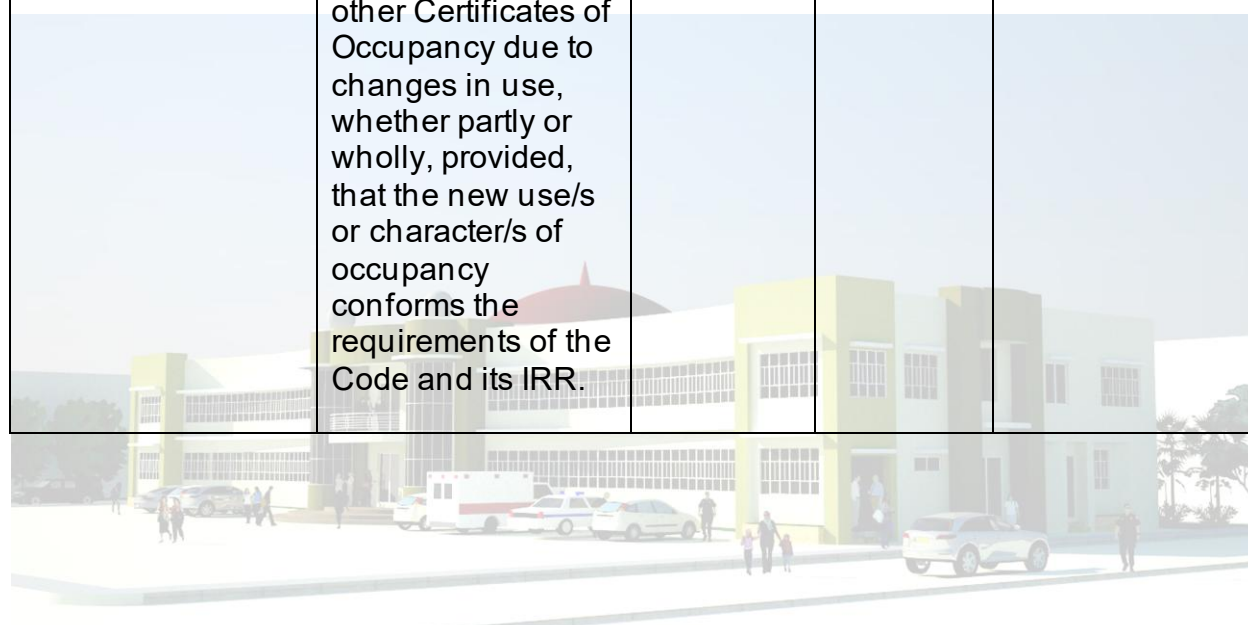 other Certificates of
Occupancy due to
changes in use,
whether partly or
wholly, provided,
that the new use/s
or character/s of
occupancy
conforms the
requirements of the
Code and its IRR.